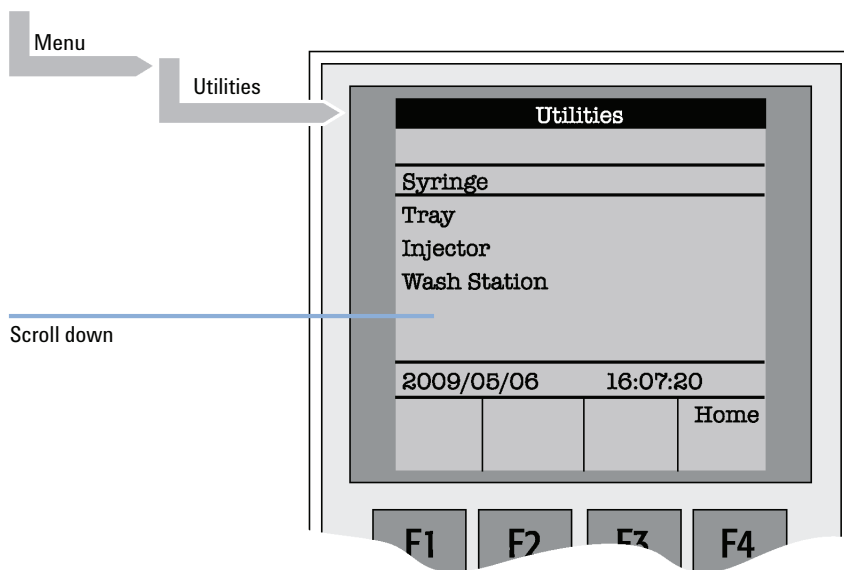 Menu
Utilities
Utilities
Syringe
Tray
Injector
Wash Station
Scroll down
2009/05/06 16:07:20
Home
F1 F2 F3 F4